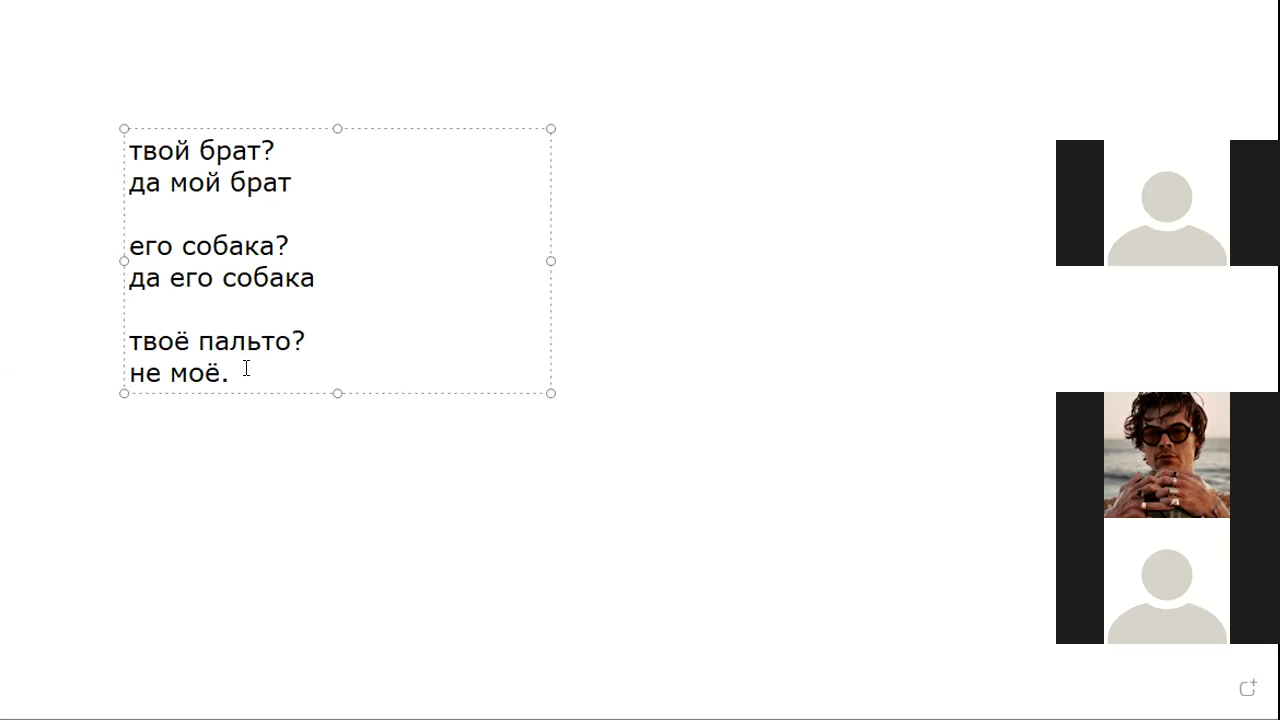 твой брат?
да мой брат
его собака?
да его собака
твоё пальто?
не моё.